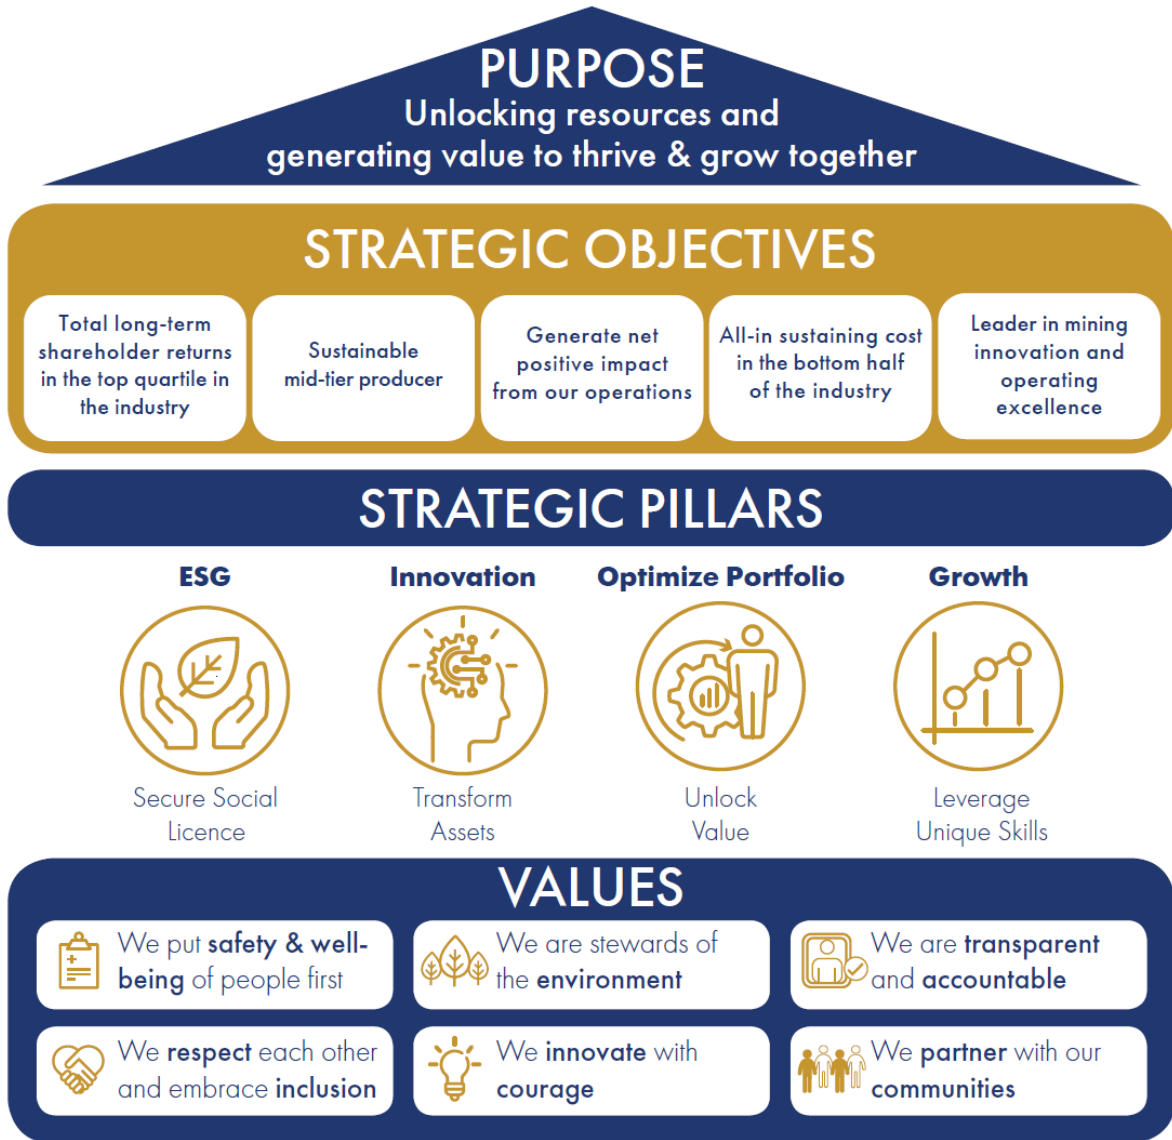 PURPOSE
Unlocking resources and
generating value to thrive & grow together
STRATEGIC OBJECTIVES
Total long-term
shareholder returns
in the top quartile in
the industry
Sustainable
mid-tier producer
Generate net
positive impact
from our operations
All-in sustaining cost
in the bottom half
of the industry
Leader in mining
innovation and
operating
excellence
STRATEGIC PILLARS
ESG
Secure Social
Licence
Innovation
Transform
Assets
Optimize Portfolio
Unlock
Value
Growth
Leverage
Unique Skills
VALUES
We put safety & well-
being of people first
We are stewards of
the environment
We are transparent
and accountable
We respect each other
and embrace inclusion
We innovate with
courage
We partner with our
communities